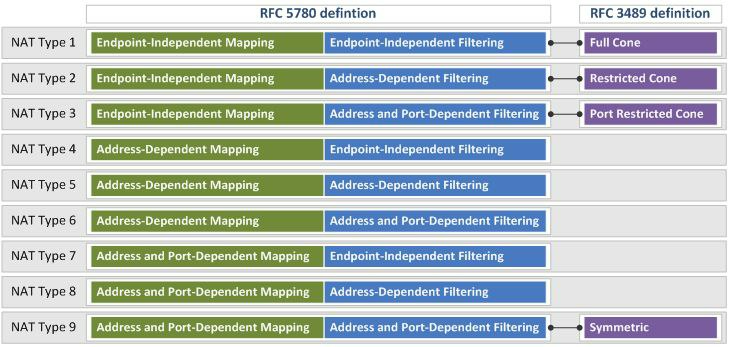 RFC 5780 defintion RFC 3489 definition
NAT Type 1 Endpoint-Independent Mapping Endpoint-Independent Filtering Full Cone
NAT Type 2 Endpoint-Independent Mapping Address-Dependent Filtering Restricted Cone
NAT Type 3 Endpoint-Independent Mapping Address and Port-Dependent Filtering Port Restricted Cone
NAT Type 4 Address-Dependent Mapping Endpoint-Independent Filtering
NAT Type 5 Address-Dependent Mapping Address-Dependent Filtering
NAT Type 6 Address-Dependent Mapping Address and Port-Dependent Filtering
NAT Type 7 Address and Port-Dependent Mapping Endpoint-Independent Filtering
NAT Type 8 Address and Port-Dependent Mapping Address-Dependent Filtering
NAT Type 9 Address and Port-Dependent Mapping Address and Port-Dependent Filtering Symmetric